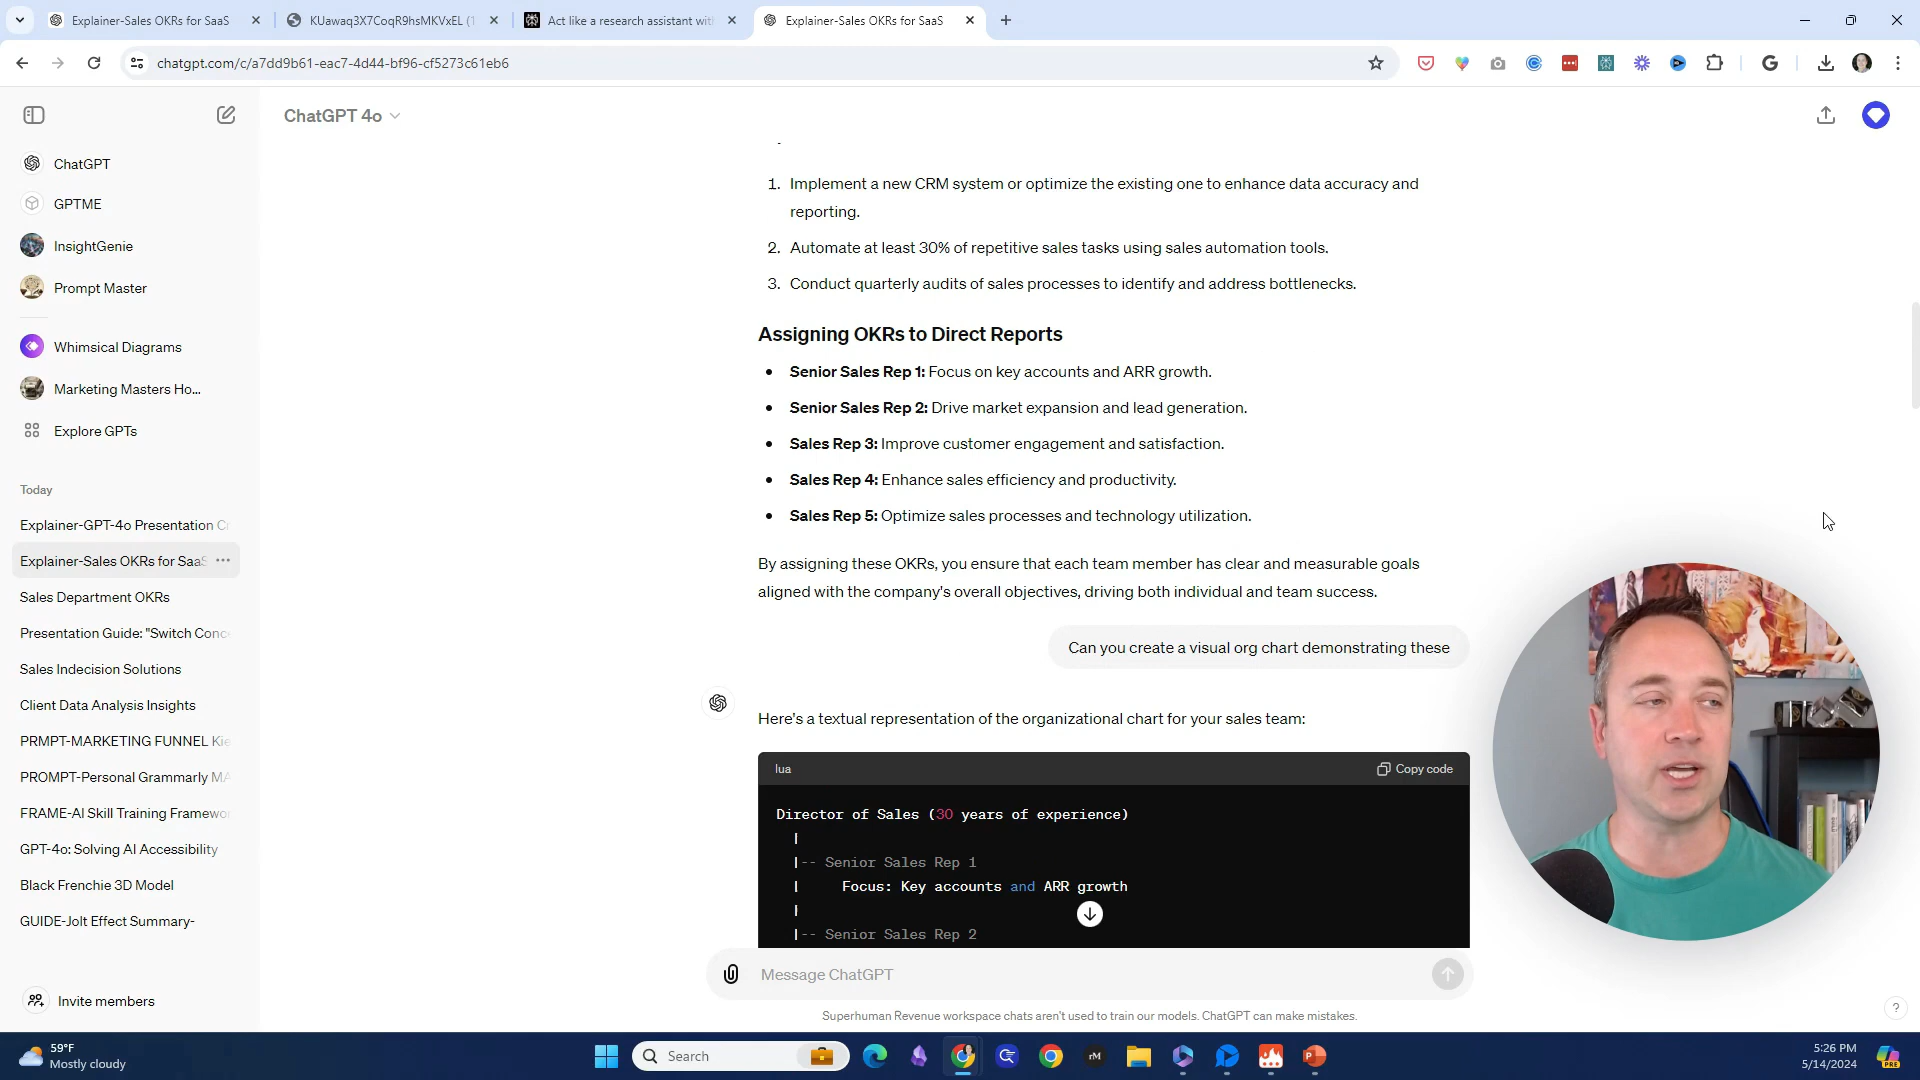 Explainer-Sales OKRs for SaaS
KUawaq3X7CoqR9hsMKVxEL (1
Act like a research assistant wit
Explainer-Sales OKRs for SaaS
chatgpt.com/c/a7dd9b61-eac7-4d44-bf96-cf5273c61eb6
ChatGPT 4o
ChatGPT
GPTME
InsightGenie
Prompt Master
Whimsical Diagrams
Marketing Masters Ho...
Explore GPTs
Today
Explainer-GPT-4o Presentation Cr
Explainer-Sales OKRs for SaaS
Sales Department OKRs
Presentation Guide: "Switch Conc
Sales Indecision Solutions
Client Data Analysis Insights
PRMPT-MARKETING FUNNEL Kie
PROMPT-Personal Grammarly MA
FRAME-AI Skill Training Framewor
GPT-4o: Solving AI Accessibility
Black Frenchie 3D Model
GUIDE-Jolt Effect Summary-
Invite members
1. Implement a new CRM system or optimize the existing one to enhance data accuracy and
reporting.
2. Automate at least 30% of repetitive sales tasks using sales automation tools.
3. Conduct quarterly audits of sales processes to identify and address bottlenecks.
Assigning OKRs to Direct Reports
• Senior Sales Rep 1: Focus on key accounts and ARR growth.
• Senior Sales Rep 2: Drive market expansion and lead generation.
• Sales Rep 3: Improve customer engagement and satisfaction.
• Sales Rep 4: Enhance sales efficiency and productivity.
• Sales Rep 5: Optimize sales processes and technology utilization.
By assigning these OKRs, you ensure that each team member has clear and measurable goals
aligned with the company's overall objectives, driving both individual and team success.
Can you create a visual org chart demonstrating these
Here's a textual representation of the organizational chart for your sales team:
lua
Copy code
Director of Sales (30 years of experience)
|
|-- Senior Sales Rep 1
| Focus: Key accounts and ARR growth
|
|-- Senior Sales Rep 2
Message ChatGPT
Superhuman Revenue workspace chats aren't used to train our models. ChatGPT can make mistakes.
?
59°F
Mostly cloudy
Search
rM
5:26 PM
5/14/2024
PRE